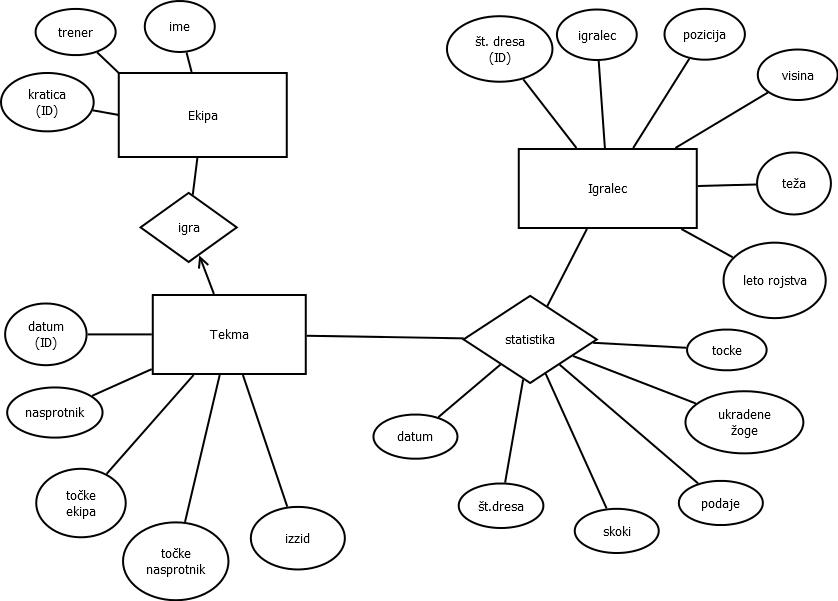 trener
ime
kratica
(ID)
Ekipa
igra
št. dresa
(ID)
igralec
pozicija
visina
teža
leto rojstva
Igralec
datum
(ID)
nasprotnik
točke
ekipa
točke
nasprotnik
izzid
Tekma
statistika
datum
št.dresa
skoki
podaje
ukradene
žoge
tocke